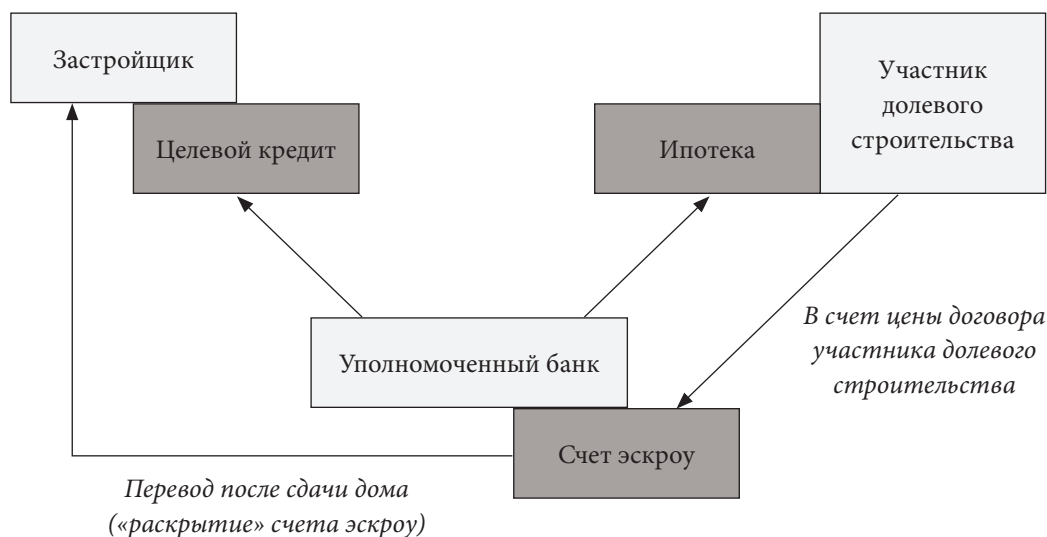 Застройщик
Целевой кредит
Ипотека
Участник
долевого
строительства
В счет цены договора
участника долевого
строительства
Уполномоченный банк
Счет эскроу
Перевод после сдачи дома
(«раскрытие» счета эскроу)